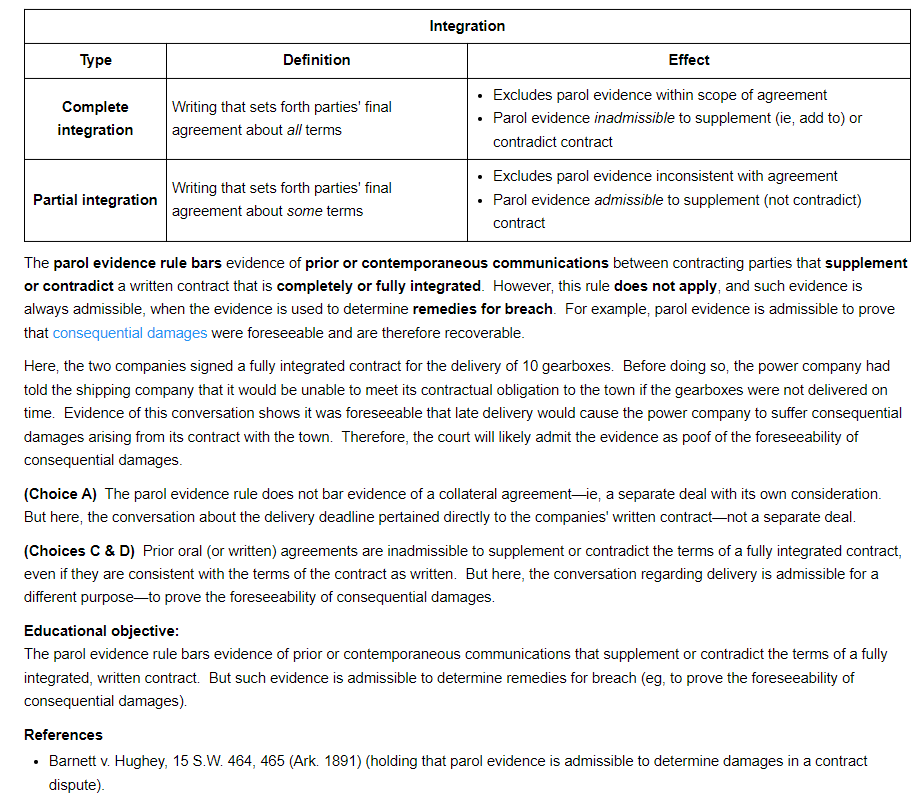 Integration
Type Definition Effect
Complete integration
Writing that sets forth parties' final
agreement about all terms
• Excludes parol evidence within scope of agreement
• Parol evidence inadmissible to supplement (ie, add to) or
contradict contract
Partial integration
Writing that sets forth parties' final
agreement about some terms
• Excludes parol evidence inconsistent with agreement
• Parol evidence admissible to supplement (not contradict)
contract
The parol evidence rule bars evidence of prior or contemporaneous communications between contracting parties that supplement
or contradict a written contract that is completely or fully integrated. However, this rule does not apply, and such evidence is
always admissible, when the evidence is used to determine remedies for breach. For example, parol evidence is admissible to prove
that consequential damages were foreseeable and are therefore recoverable.
Here, the two companies signed a fully integrated contract for the delivery of 10 gearboxes. Before doing so, the power company had
told the shipping company that it would be unable to meet its contractual obligation to the town if the gearboxes were not delivered on
time. Evidence of this conversation shows it was foreseeable that late delivery would cause the power company to suffer consequential
damages arising from its contract with the town. Therefore, the court will likely admit the evidence as poof of the foreseeability of
consequential damages.
(Choice A) The parol evidence rule does not bar evidence of a collateral agreement—ie, a separate deal with its own consideration.
But here, the conversation about the delivery deadline pertained directly to the companies' written contract—not a separate deal.
(Choices C & D) Prior oral (or written) agreements are inadmissible to supplement or contradict the terms of a fully integrated contract,
even if they are consistent with the terms of the contract as written. But here, the conversation regarding delivery is admissible for a
different purpose—to prove the foreseeability of consequential damages.
Educational objective:
The parol evidence rule bars evidence of prior or contemporaneous communications that supplement or contradict the terms of a fully
integrated, written contract. But such evidence is admissible to determine remedies for breach (eg, to prove the foreseeability of
consequential damages).
References
• Barnett v. Hughey, 15 S.W. 464, 465 (Ark. 1891) (holding that parol evidence is admissible to determine damages in a contract
dispute).